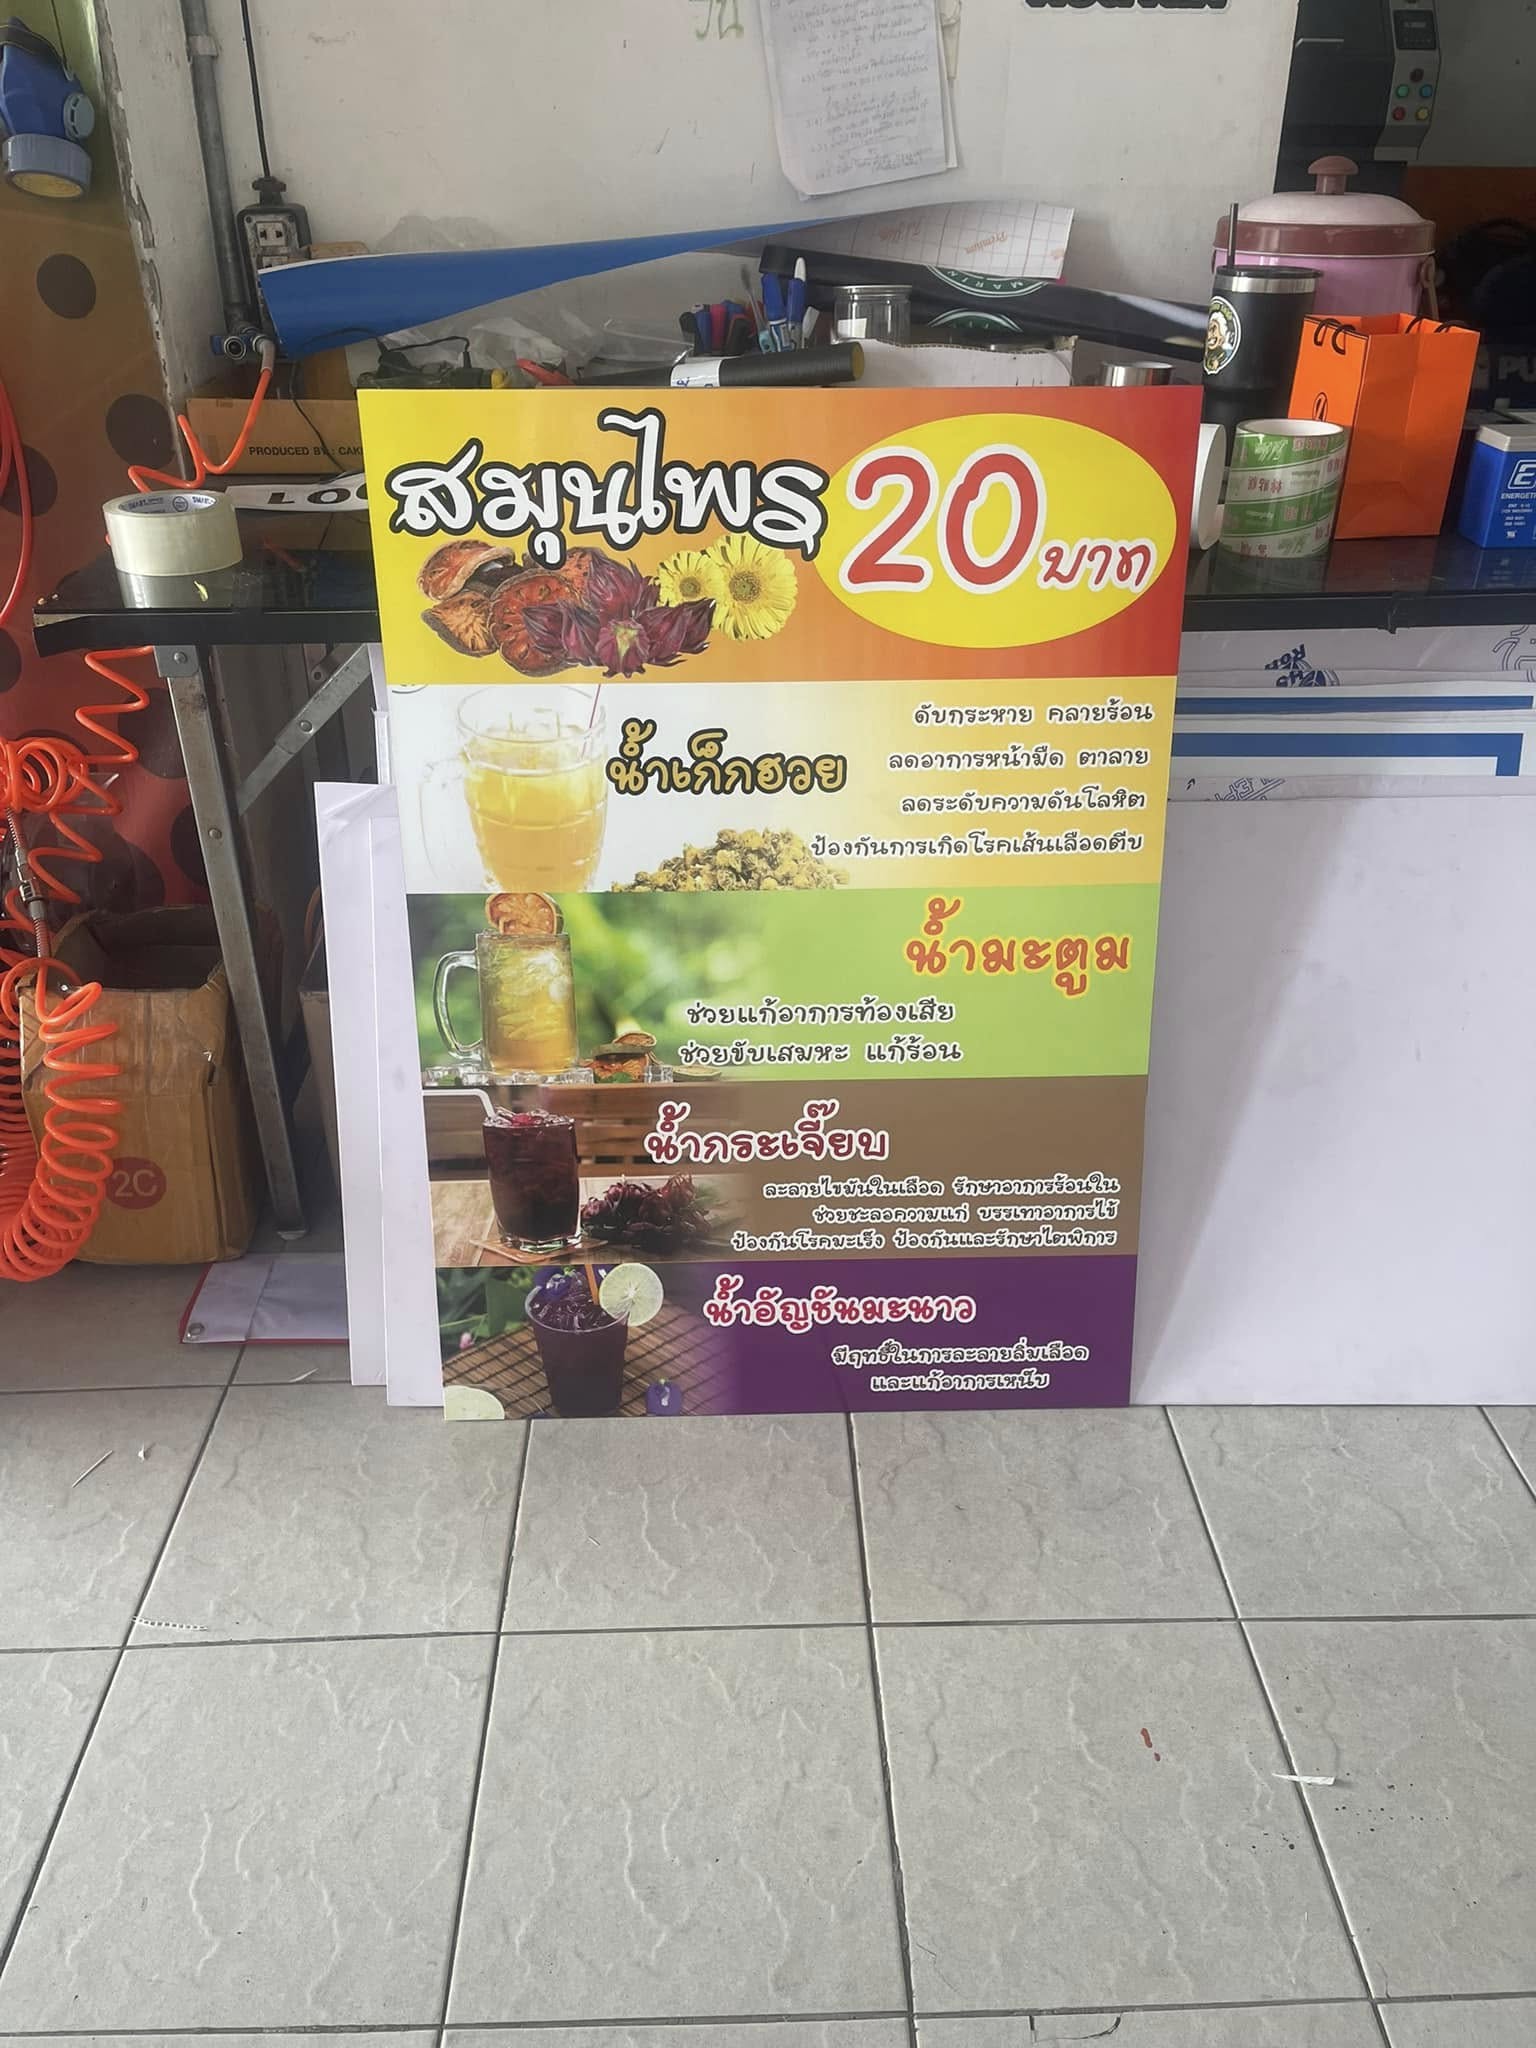 PRODUCED BY : CAK
LO
สมุนไพร
20 บาท
น้ำเก็กฮวย
ดับกระหาย คลายร้อน
ลดอาการหน้ามืด ตาลาย
ลดระดับความดันโลหิต
ป้องกันการเกิดโรคเส้นเลือดตีบ
น้ำมะตูม
ช่วยแก้อาการท้องเสีย
ช่วยขับเสมหะ แก้ร้อน
น้ำกระเจี๊ยบ
ละลายไขมันในเลือด รักษาอาการร้อนใน
ช่วยชะลอความแก่ บรรเทาอาการไข้
ป้องกันโรคมะเร็ง ป้องกันและรักษาไตพิการ
น้ำอัญชันมะนาว
มีฤทธิ์ในการละลายลิ่มเลือด
และแก้อาการเหน็บ
2C
Premium